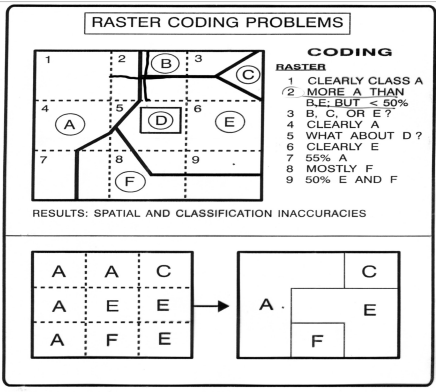 RASTER CODING PROBLEMS
CODING
RASTER
1 CLEARLY CLASS A
2 MORE A THAN
B,E; BUT < 50%
3 B, C, OR E?
4 CLEARLY A
5 WHAT ABOUT D?
6 CLEARLY E
7 55% A
8 MOSTLY F
9 50% E AND F
1 2 B 3 C
4 A 5 D 6 E
7 8 F 9
RESULTS: SPATIAL AND CLASSIFICATION INACCURACIES
A A C
A E E
A F E
C
A E
F